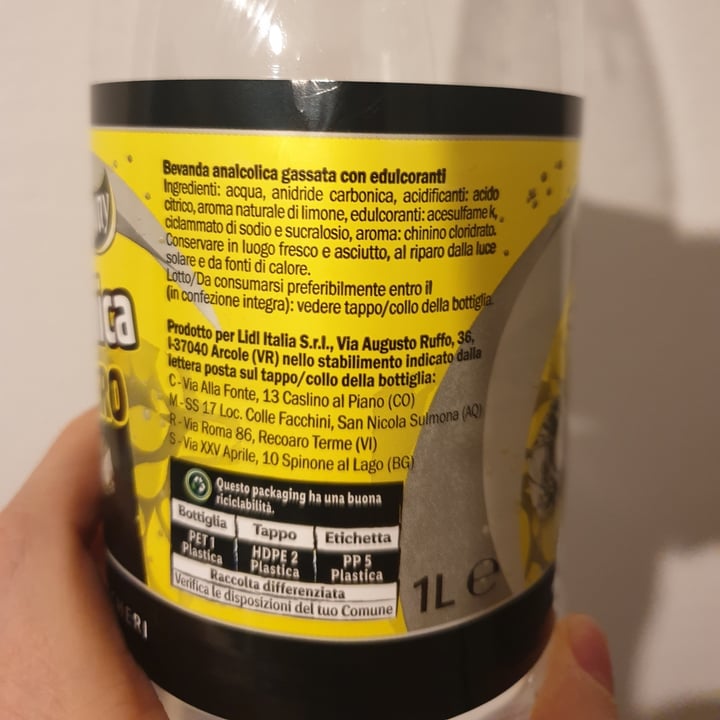 Bevanda analcolica gassata con edulcoranti
Ingredienti: acqua, anidride carbonica, acidificanti: acido
citrico, aroma naturale di limone, edulcoranti: acesulfame k,
ciclammato di sodio e sucralosio, aroma: chinino cloridrato.
Conservare in luogo fresco e asciutto, al riparo dalla luce
solare e da fonti di calore.
Lotto/Da consumarsi preferibilmente entro il
(in confezione integra): vedere tappo/collo della bottiglia.
Prodotto per Lidl Italia S.r.l., Via Augusto Ruffo, 36,
I-37040 Arcole (VR) nello stabilimento indicato dalla
lettera posta sul tappo/collo della bottiglia:
C - Via Alla Fonte, 13 Caslino al Piano (CO)
M - SS 17 Loc. Colle Facchini, San Nicola Sulmona (AQ)
R - Via Roma 86, Recoaro Terme (VI)
S - Via XXV Aprile, 10 Spinone al Lago (BG)
Questo packaging ha una buona
riciclabilità.
Bottiglia Tappo Etichetta
PET 1 HDPE 2 PP 5
Plastica Plastica Plastica
Raccolta differenziata
Verifica le disposizioni del tuo Comune
1L e
ica
RO
HERI